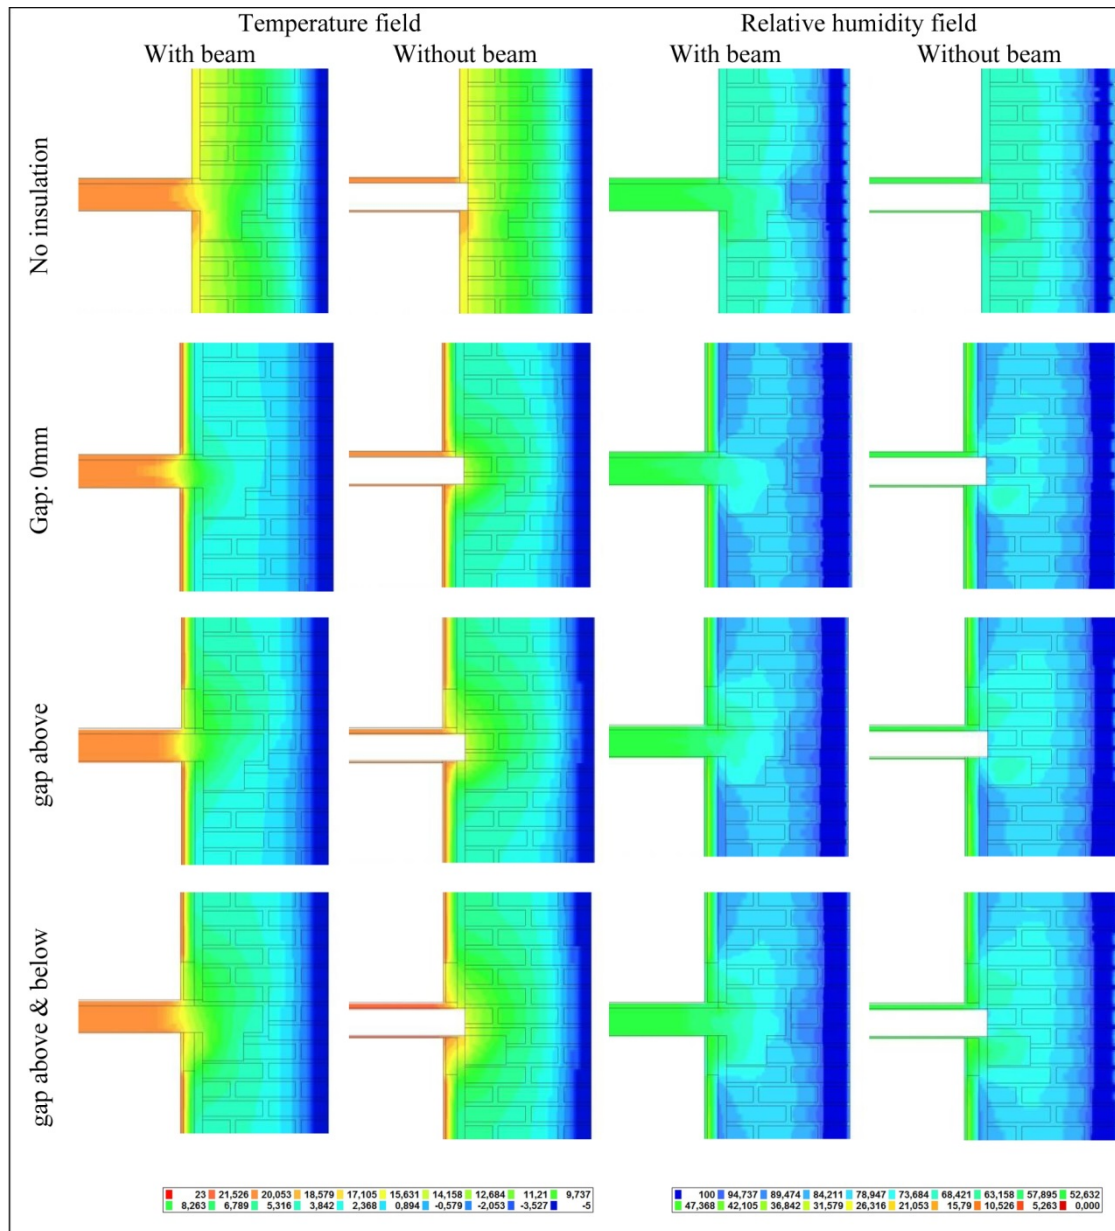 Temperature field Relative humidity field
With beam Without beam With beam Without beam
No insulation
Gap: 0mm
gap above
gap above & below
23 21,526 20,053 18,579 17,105 15,631 14,158 12,684 11,21 9,737
8,263 6,789 5,316 3,842 2,368 0,894 -0,579 -2,053 -3,527 -5
100 94,737 89,474 84,211 78,947 73,684 68,421 63,158 57,895 52,632
47,368 42,105 36,842 31,579 26,316 21,053 15,79 10,526 5,263 0,000